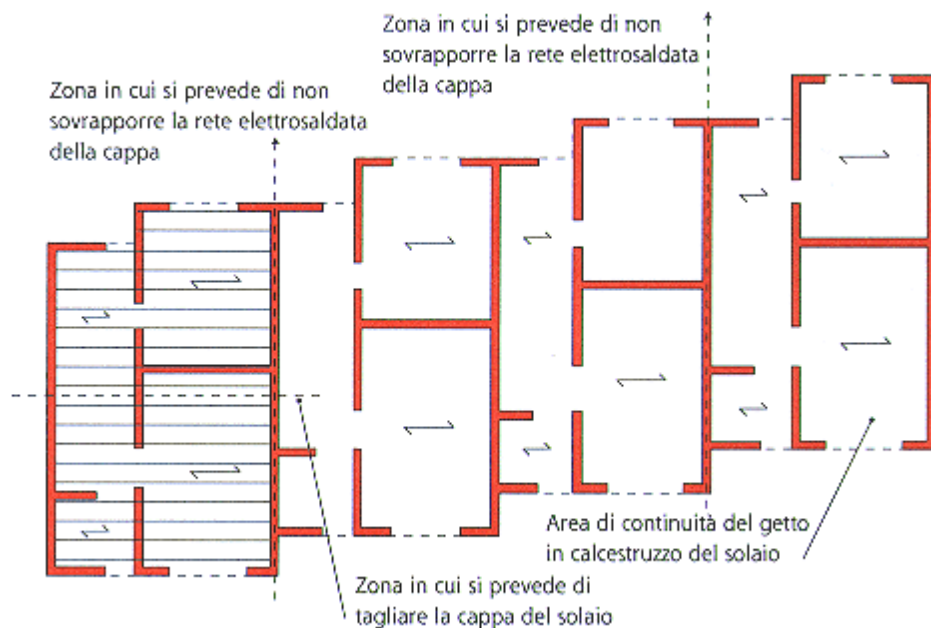 Zona in cui si prevede di non
sovrapporre la rete elettrosaldata
della cappa
Zona in cui si prevede di non
sovrapporre la rete elettrosaldata
della cappa
Area di continuità del getto
in calcestruzzo del solaio
Zona in cui si prevede di
tagliare la cappa del solaio